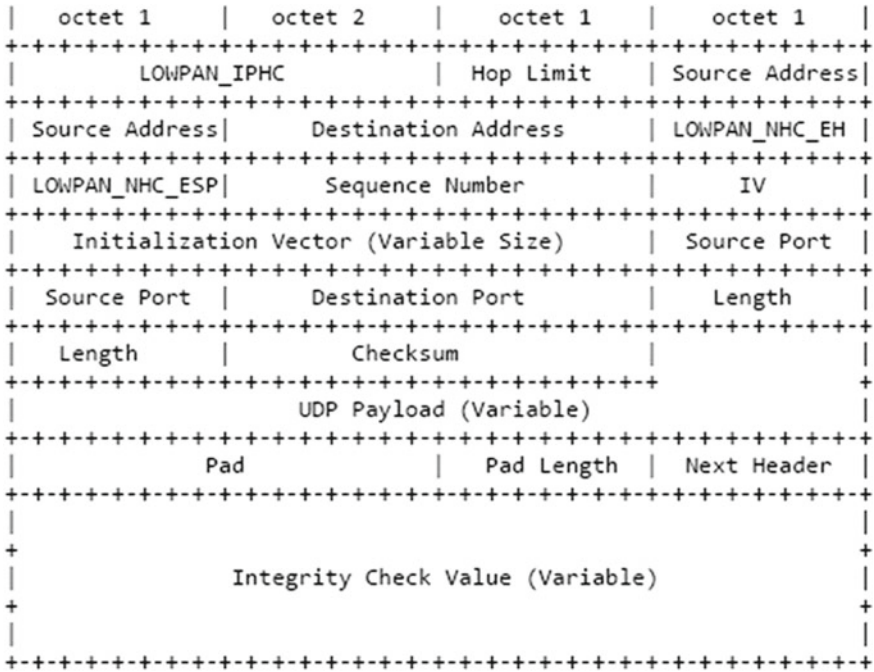 | octet 1 | octet 2 | octet 1 | octet 1 |
+-+-+-+-+-+-+-+-+-+-+-+-+-+-+-+-+-+-+-+-+-+-+-+-+-+-+-+-+-+-+-+-+
| LOWPAN_IPHC | Hop Limit | Source Address|
+-+-+-+-+-+-+-+-+-+-+-+-+-+-+-+-+-+-+-+-+-+-+-+-+-+-+-+-+-+-+-+-+
| Source Address| Destination Address | LOWPAN_NHC_EH |
+-+-+-+-+-+-+-+-+-+-+-+-+-+-+-+-+-+-+-+-+-+-+-+-+-+-+-+-+-+-+-+-+
| LOWPAN_NHC_ESP| Sequence Number | IV |
+-+-+-+-+-+-+-+-+-+-+-+-+-+-+-+-+-+-+-+-+-+-+-+-+-+-+-+-+-+-+-+-+
| Initialization Vector (Variable Size) | Source Port |
+-+-+-+-+-+-+-+-+-+-+-+-+-+-+-+-+-+-+-+-+-+-+-+-+-+-+-+-+-+-+-+-+
| Source Port | Destination Port | Length |
+-+-+-+-+-+-+-+-+-+-+-+-+-+-+-+-+-+-+-+-+-+-+-+-+-+-+-+-+-+-+-+-+
| Length | Checksum | |
+-+-+-+-+-+-+-+-+-+-+-+-+-+-+-+-+-+-+-+-+-+-+-+-+ +
| UDP Payload (Variable) |
+-+-+-+-+-+-+-+-+-+-+-+-+-+-+-+-+-+-+-+-+-+-+-+-+-+-+-+-+-+-+-+-+
| Pad | Pad Length | Next Header |
+-+-+-+-+-+-+-+-+-+-+-+-+-+-+-+-+-+-+-+-+-+-+-+-+-+-+-+-+-+-+-+-+
| |
+ +
| Integrity Check Value (Variable) |
+ +
| |
+-+-+-+-+-+-+-+-+-+-+-+-+-+-+-+-+-+-+-+-+-+-+-+-+-+-+-+-+-+-+-+-+